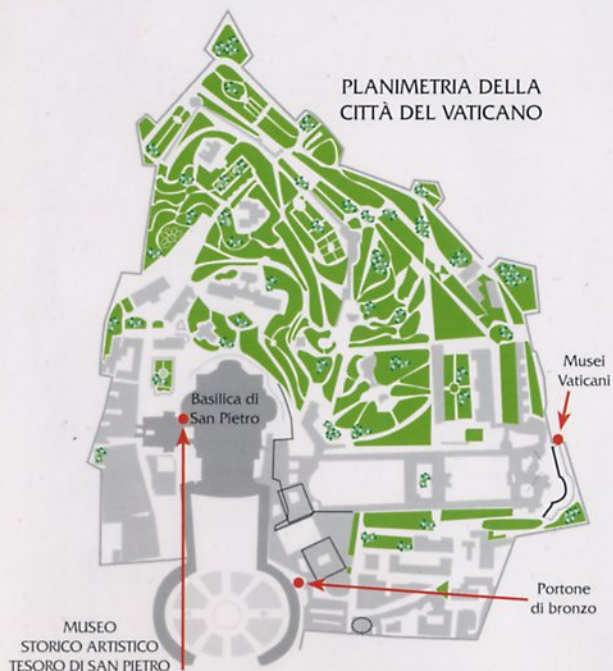 PLANIMETRIA DELLA
CITTÀ DEL VATICANO
Musei
Vaticani
Basilica di
San Pietro
Portone
di bronzo
MUSEO
STORICO ARTISTICO
TESORO DI SAN PIETRO